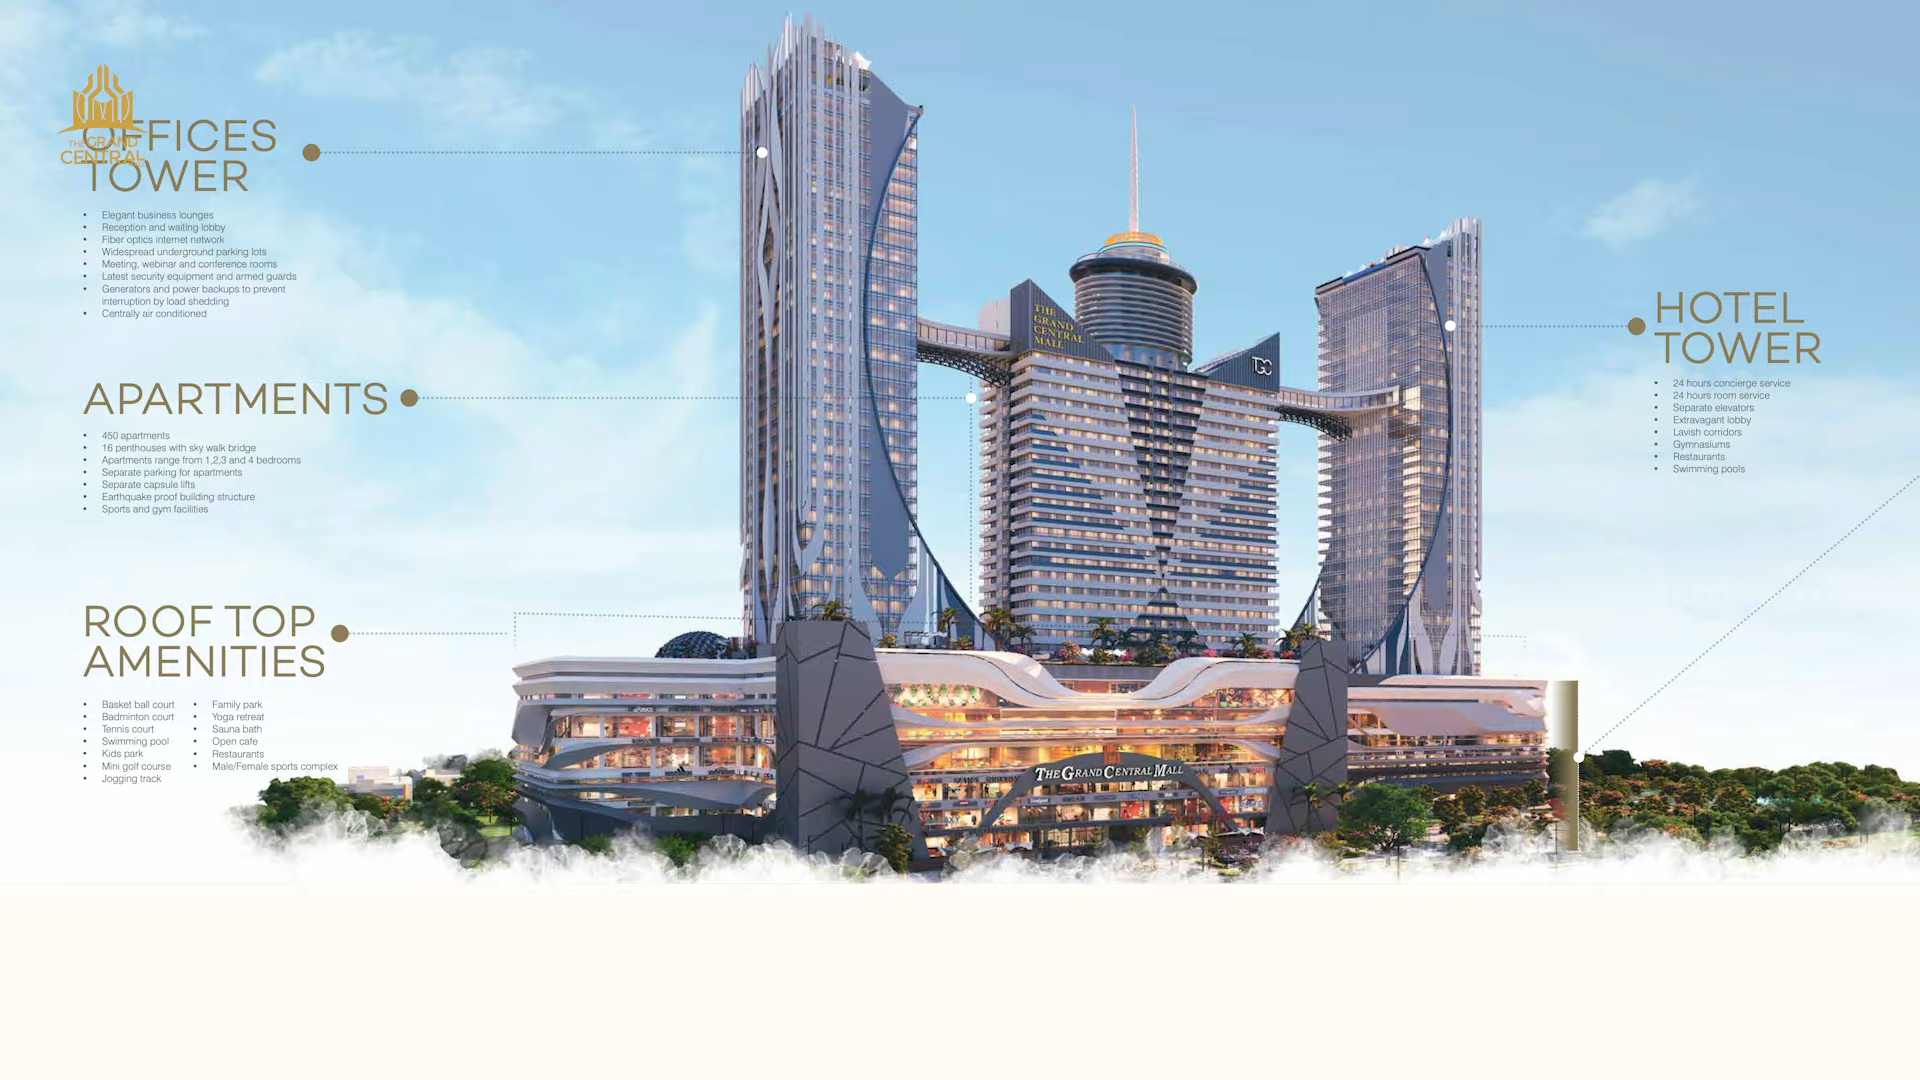 THE GRAND
CENTRAL
OFFICES
TOWER
• Elegant business lounges
• Reception and waiting lobby
• Fiber optics internet network
• Widespread underground parking lots
• Meeting, webinar and conference rooms
• Latest security equipment and armed guards
• Generators and power backups to prevent
interruption by load shedding
• Centrally air conditioned
APARTMENTS
• 450 apartments
• 16 penthouses with sky walk bridge
• Apartments range from 1,2,3 and 4 bedrooms
• Separate parking for apartments
• Separate capsule lifts
• Earthquake proof building structure
• Sports and gym facilities
ROOF TOP
AMENITIES
• Basket ball court
• Badminton court
• Tennis court
• Swimming pool
• Kids park
• Mini golf course
• Jogging track
• Family park
• Yoga retreat
• Sauna bath
• Open cafe
• Restaurants
• Male/Female sports complex
THE
GRAND
CENTRAL
MALL
TGC
THE GRAND CENTRAL MALL
HOTEL
TOWER
• 24 hours concierge service
• 24 hours room service
• Separate elevators
• Extravagant lobby
• Lavish corridors
• Gymnasiums
• Restaurants
• Swimming pools